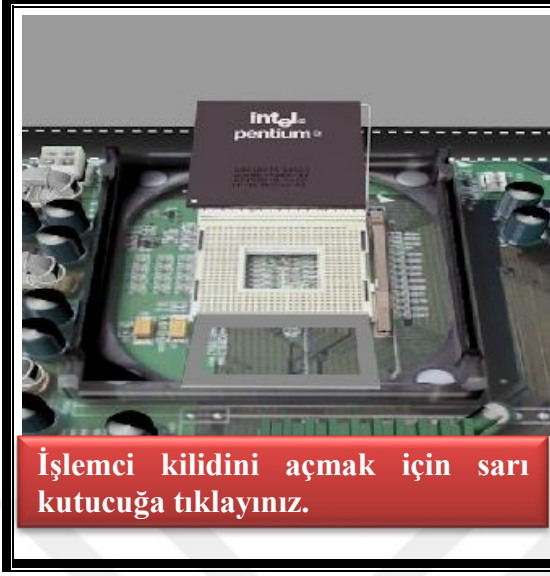 intel®
pentium®
İşlemci kilidini açmak için sarı
kutucuğa tıklayınız.